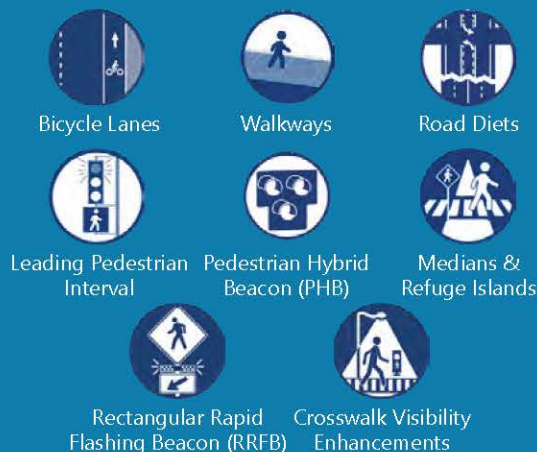 Bicycle Lanes
Walkways
Road Diets
Leading Pedestrian
Interval
Pedestrian Hybrid
Beacon (PHB)
Medians &
Refuge Islands
Rectangular Rapid
Flashing Beacon (RRFB)
Crosswalk Visibility
Enhancements